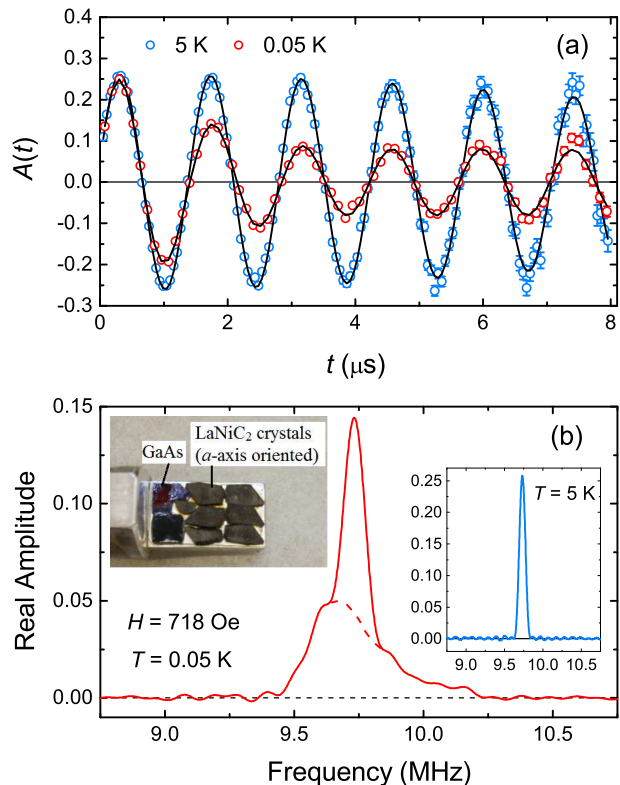 5 K 0.05 K (a)
0.3
0.2
0.1
0.0
-0.1
-0.2
-0.3
A(t)
0 2 4 6 8
t (μs)
0.15
0.10
0.05
0.00
Real Amplitude
(b)
GaAs
LaNiC₂ crystals
(a-axis oriented)
H = 718 Oe
T = 0.05 K
T = 5 K
0.25
0.20
0.15
0.10
0.05
0.00
9.0 9.5 10.0 10.5
9.0 9.5 10.0 10.5
Frequency (MHz)